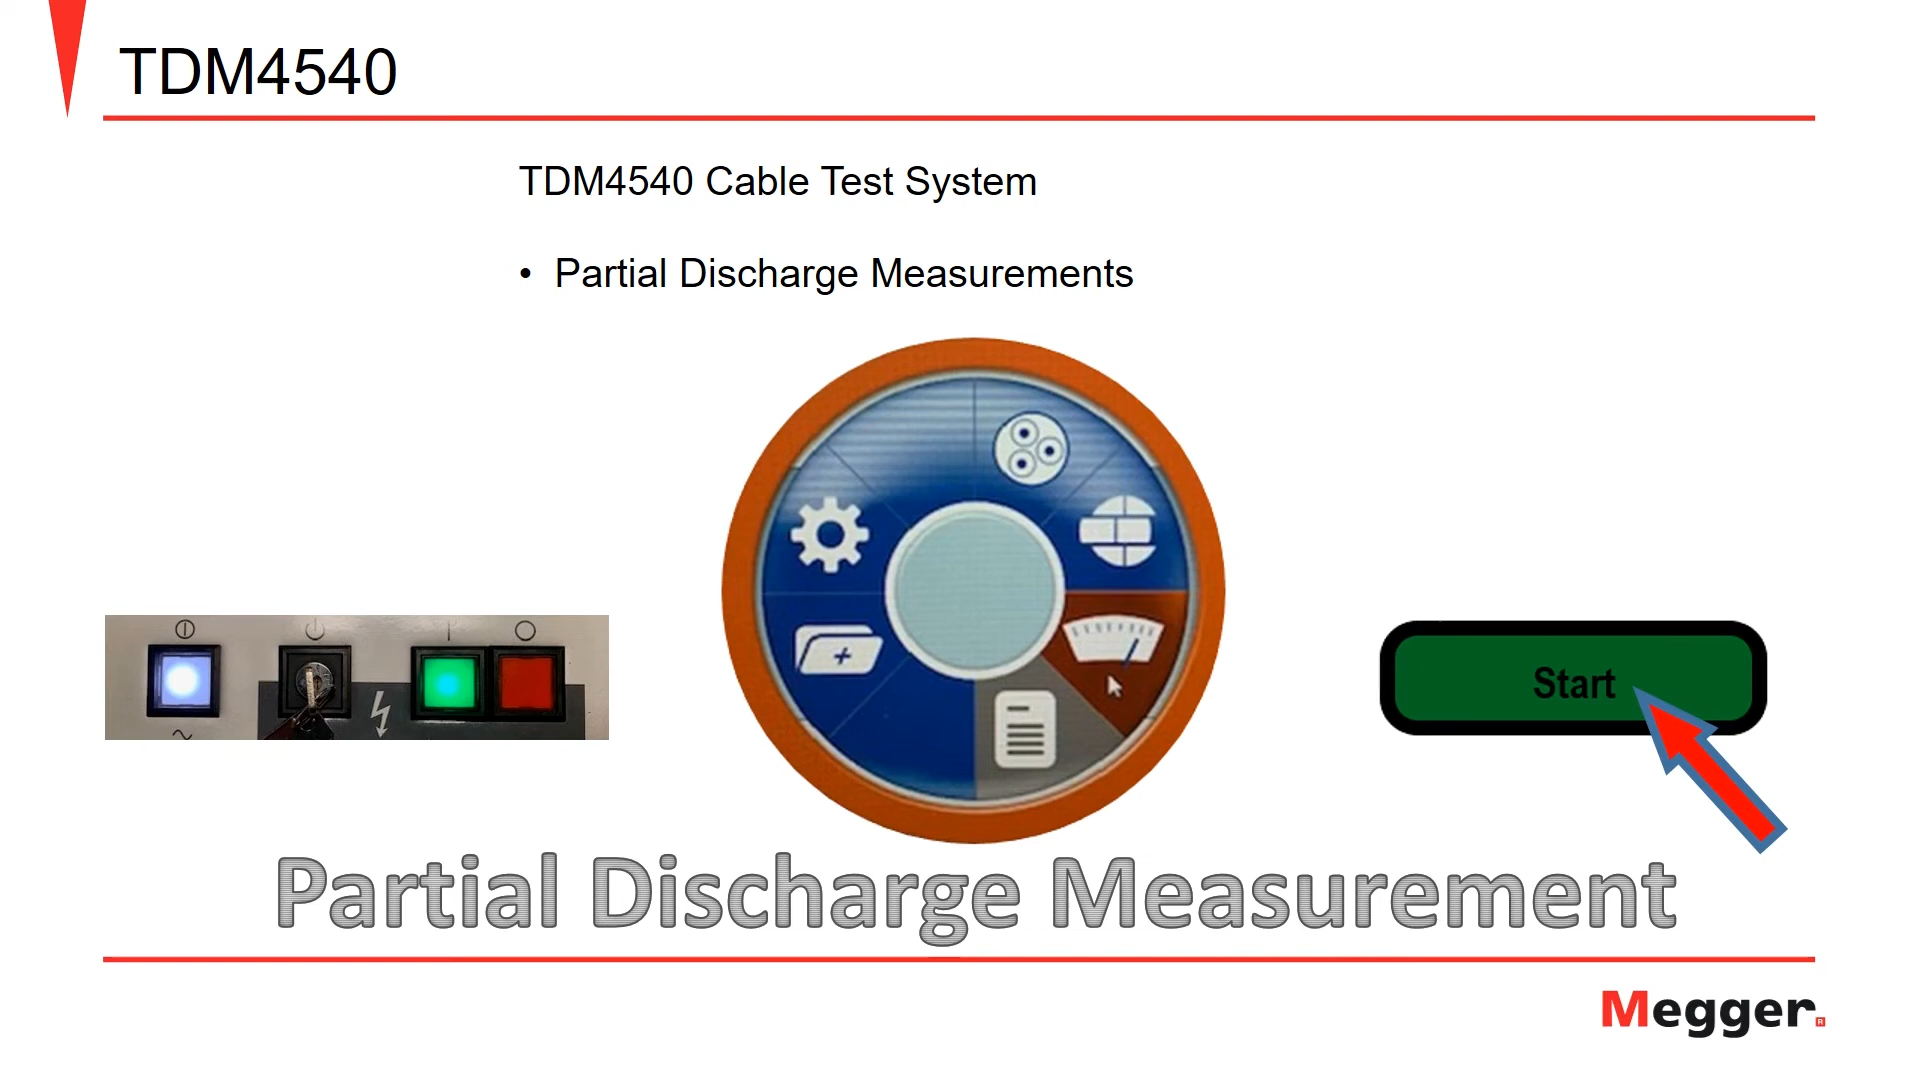 TDM4540
TDM4540 Cable Test System
• Partial Discharge Measurements
Start
Partial Discharge Measurement
Megger®